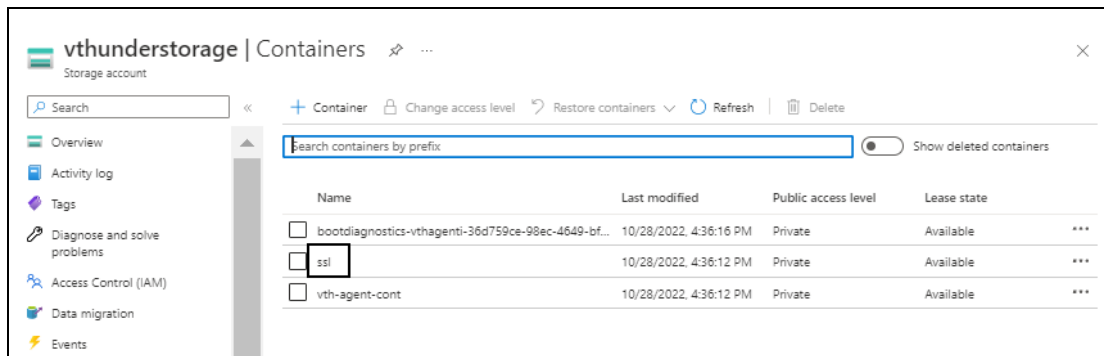 vthunderstorage | Containers ...
Storage account
Search «
+ Container Change access level Restore containers Refresh Delete
Overview
Search containers by prefix Show deleted containers
Activity log
Tags
Name Last modified Public access level Lease state
Diagnose and solve
problems
bootdiagnostics-vthagenti-36d759ce-98ec-4649-bf... 10/28/2022, 4:36:16 PM Private Available ...
ssl 10/28/2022, 4:36:12 PM Private Available ...
Access Control (IAM)
vth-agent-cont 10/28/2022, 4:36:12 PM Private Available ...
Data migration
Events